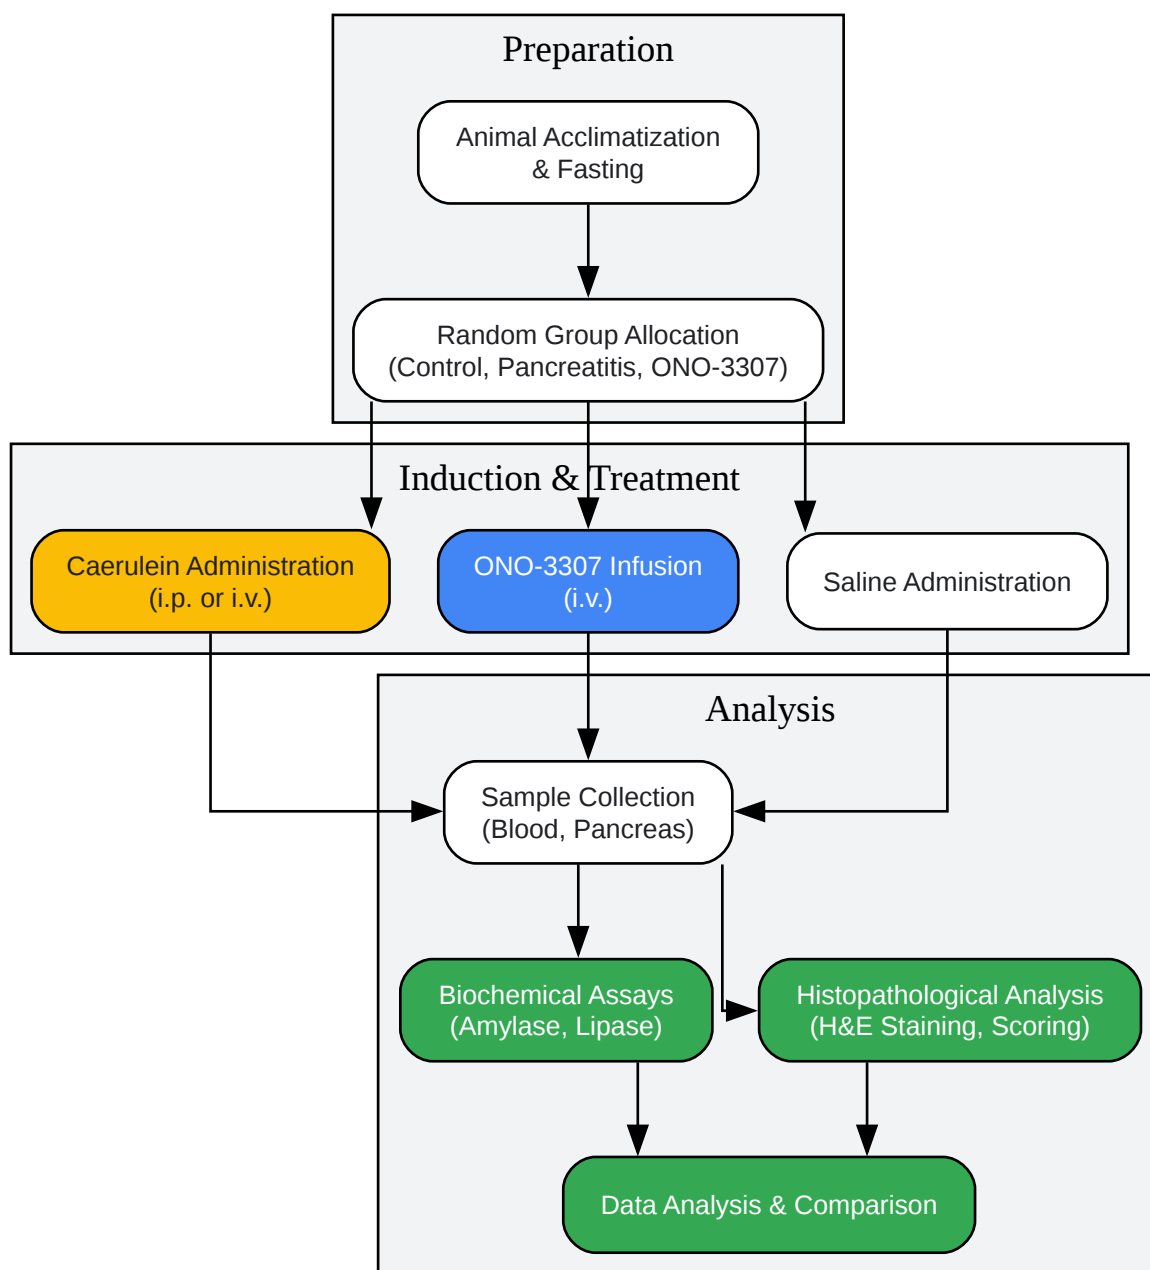 Preparation
Animal Acclimatization
& Fasting
Random Group Allocation
(Control, Pancreatitis, ONO-3307)
Induction & Treatment
Caerulein Administration
(i.p. or i.v.)
ONO-3307 Infusion
(i.v.)
Saline Administration
Analysis
Sample Collection
(Blood, Pancreas)
Biochemical Assays
(Amylase, Lipase)
Histopathological Analysis
(H&E Staining, Scoring)
Data Analysis & Comparison